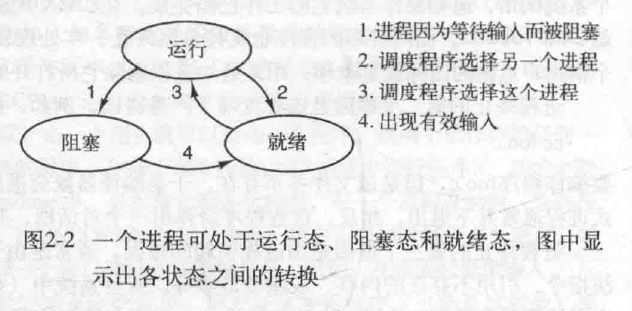 运行
1
3
2
阻塞
4
就绪
1.进程因为等待输入而被阻塞
2.调度程序选择另一个进程
3.调度程序选择这个进程
4.出现有效输入
图2-2 一个进程可处于运行态、阻塞态和就绪态，图中显
示出各状态之间的转换